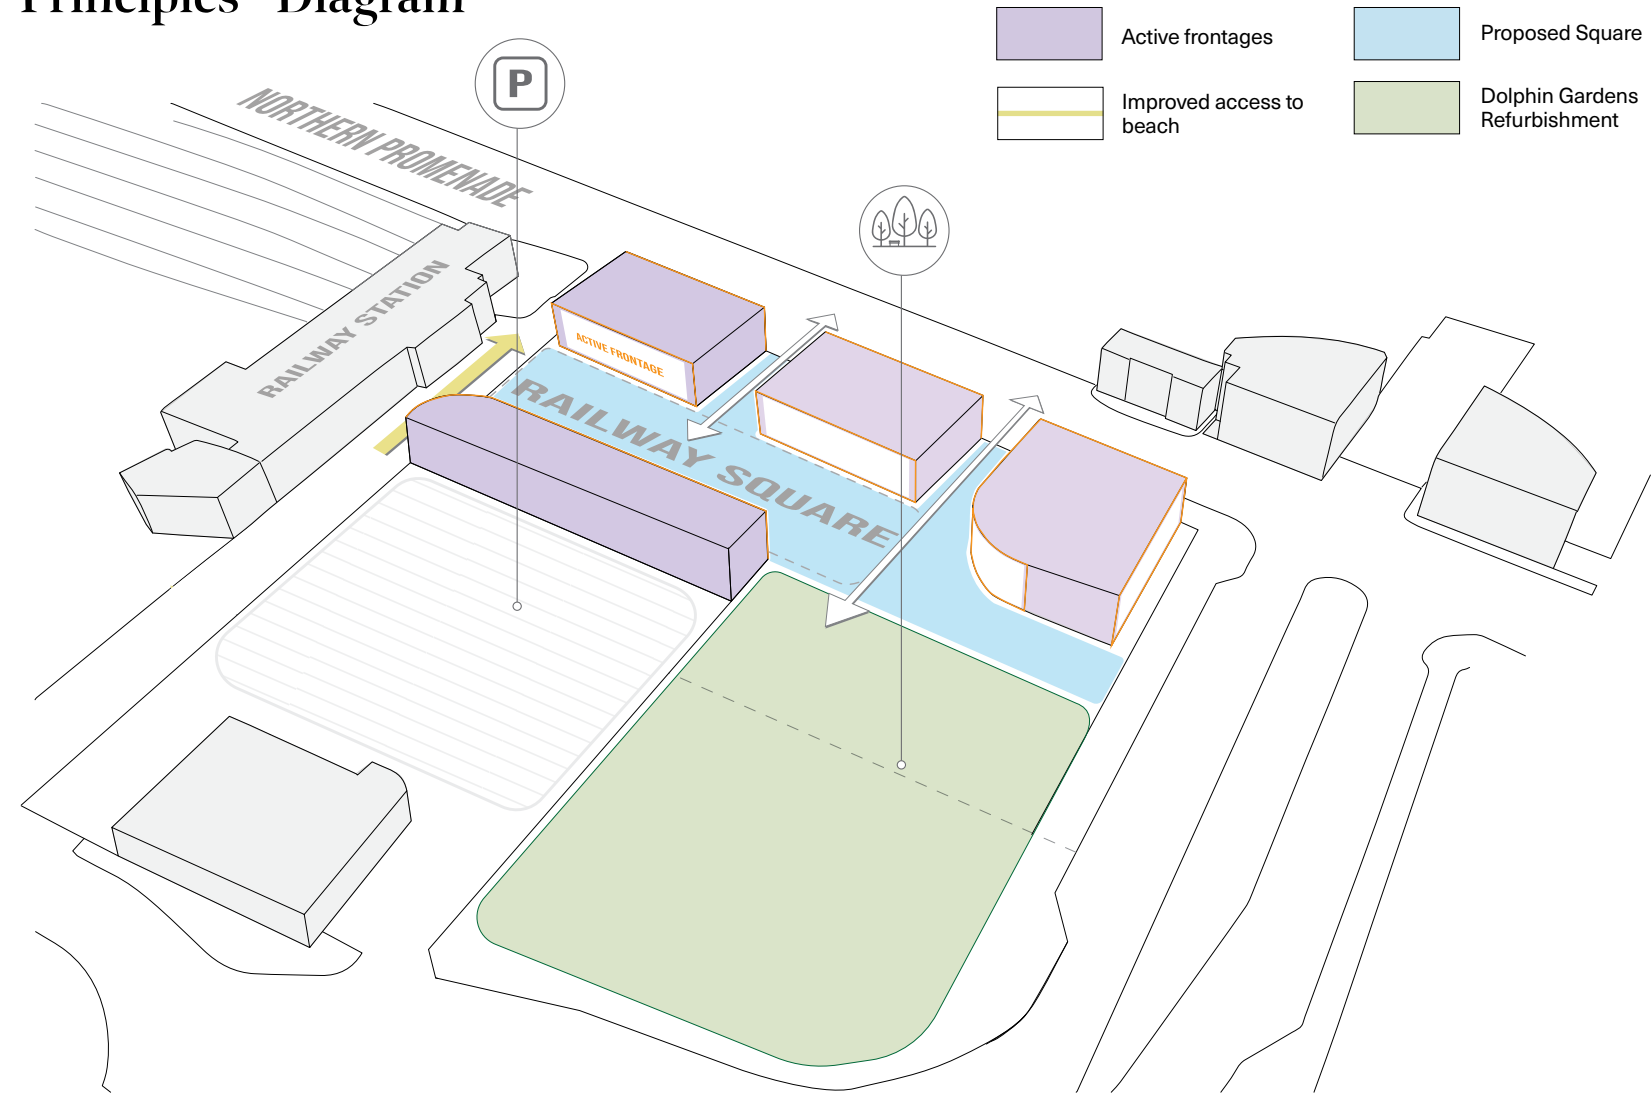 Principles Diagram
Active frontages
Proposed Square
Improved access to
beach
Dolphin Gardens
Refurbishment
P
NORTHERN PROMENADE
RAILWAY STATION
ACTIVE FRONTAGE
RAILWAY SQUARE